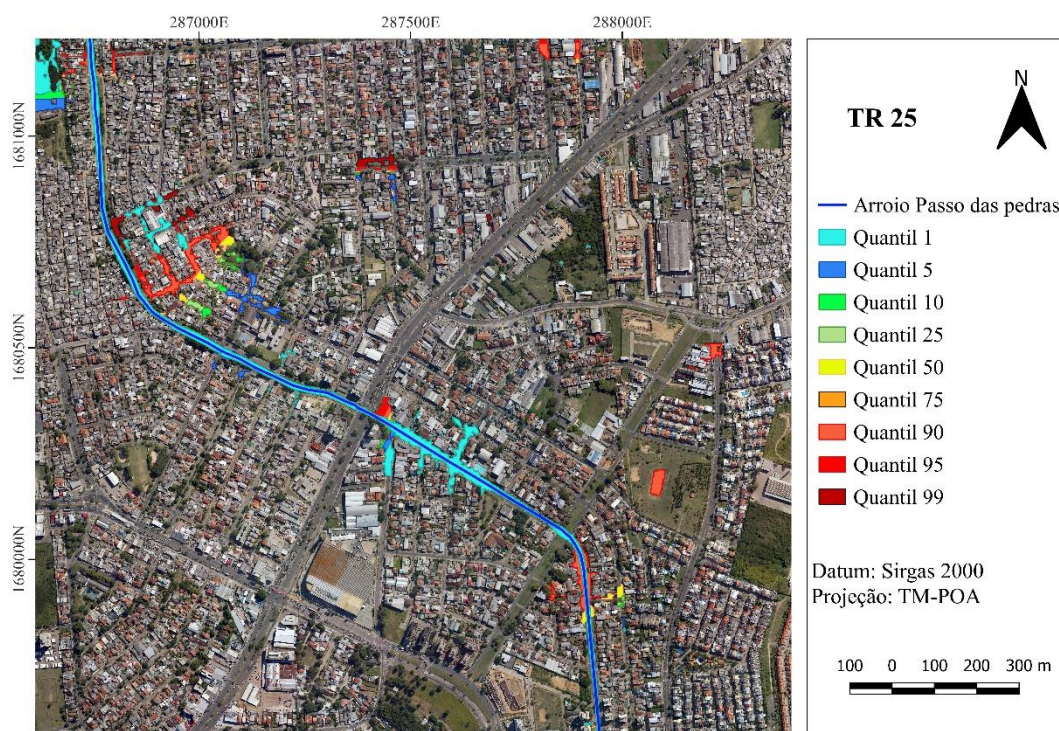 287000E
287500E
288000E
1681000N
1680500N
1680000N
N
TR 25
Arroio Passo das pedras
Quantil 1
Quantil 5
Quantil 10
Quantil 25
Quantil 50
Quantil 75
Quantil 90
Quantil 95
Quantil 99
Datum: Sirgas 2000
Projeção: TM-POA
100 0 100 200 300 m